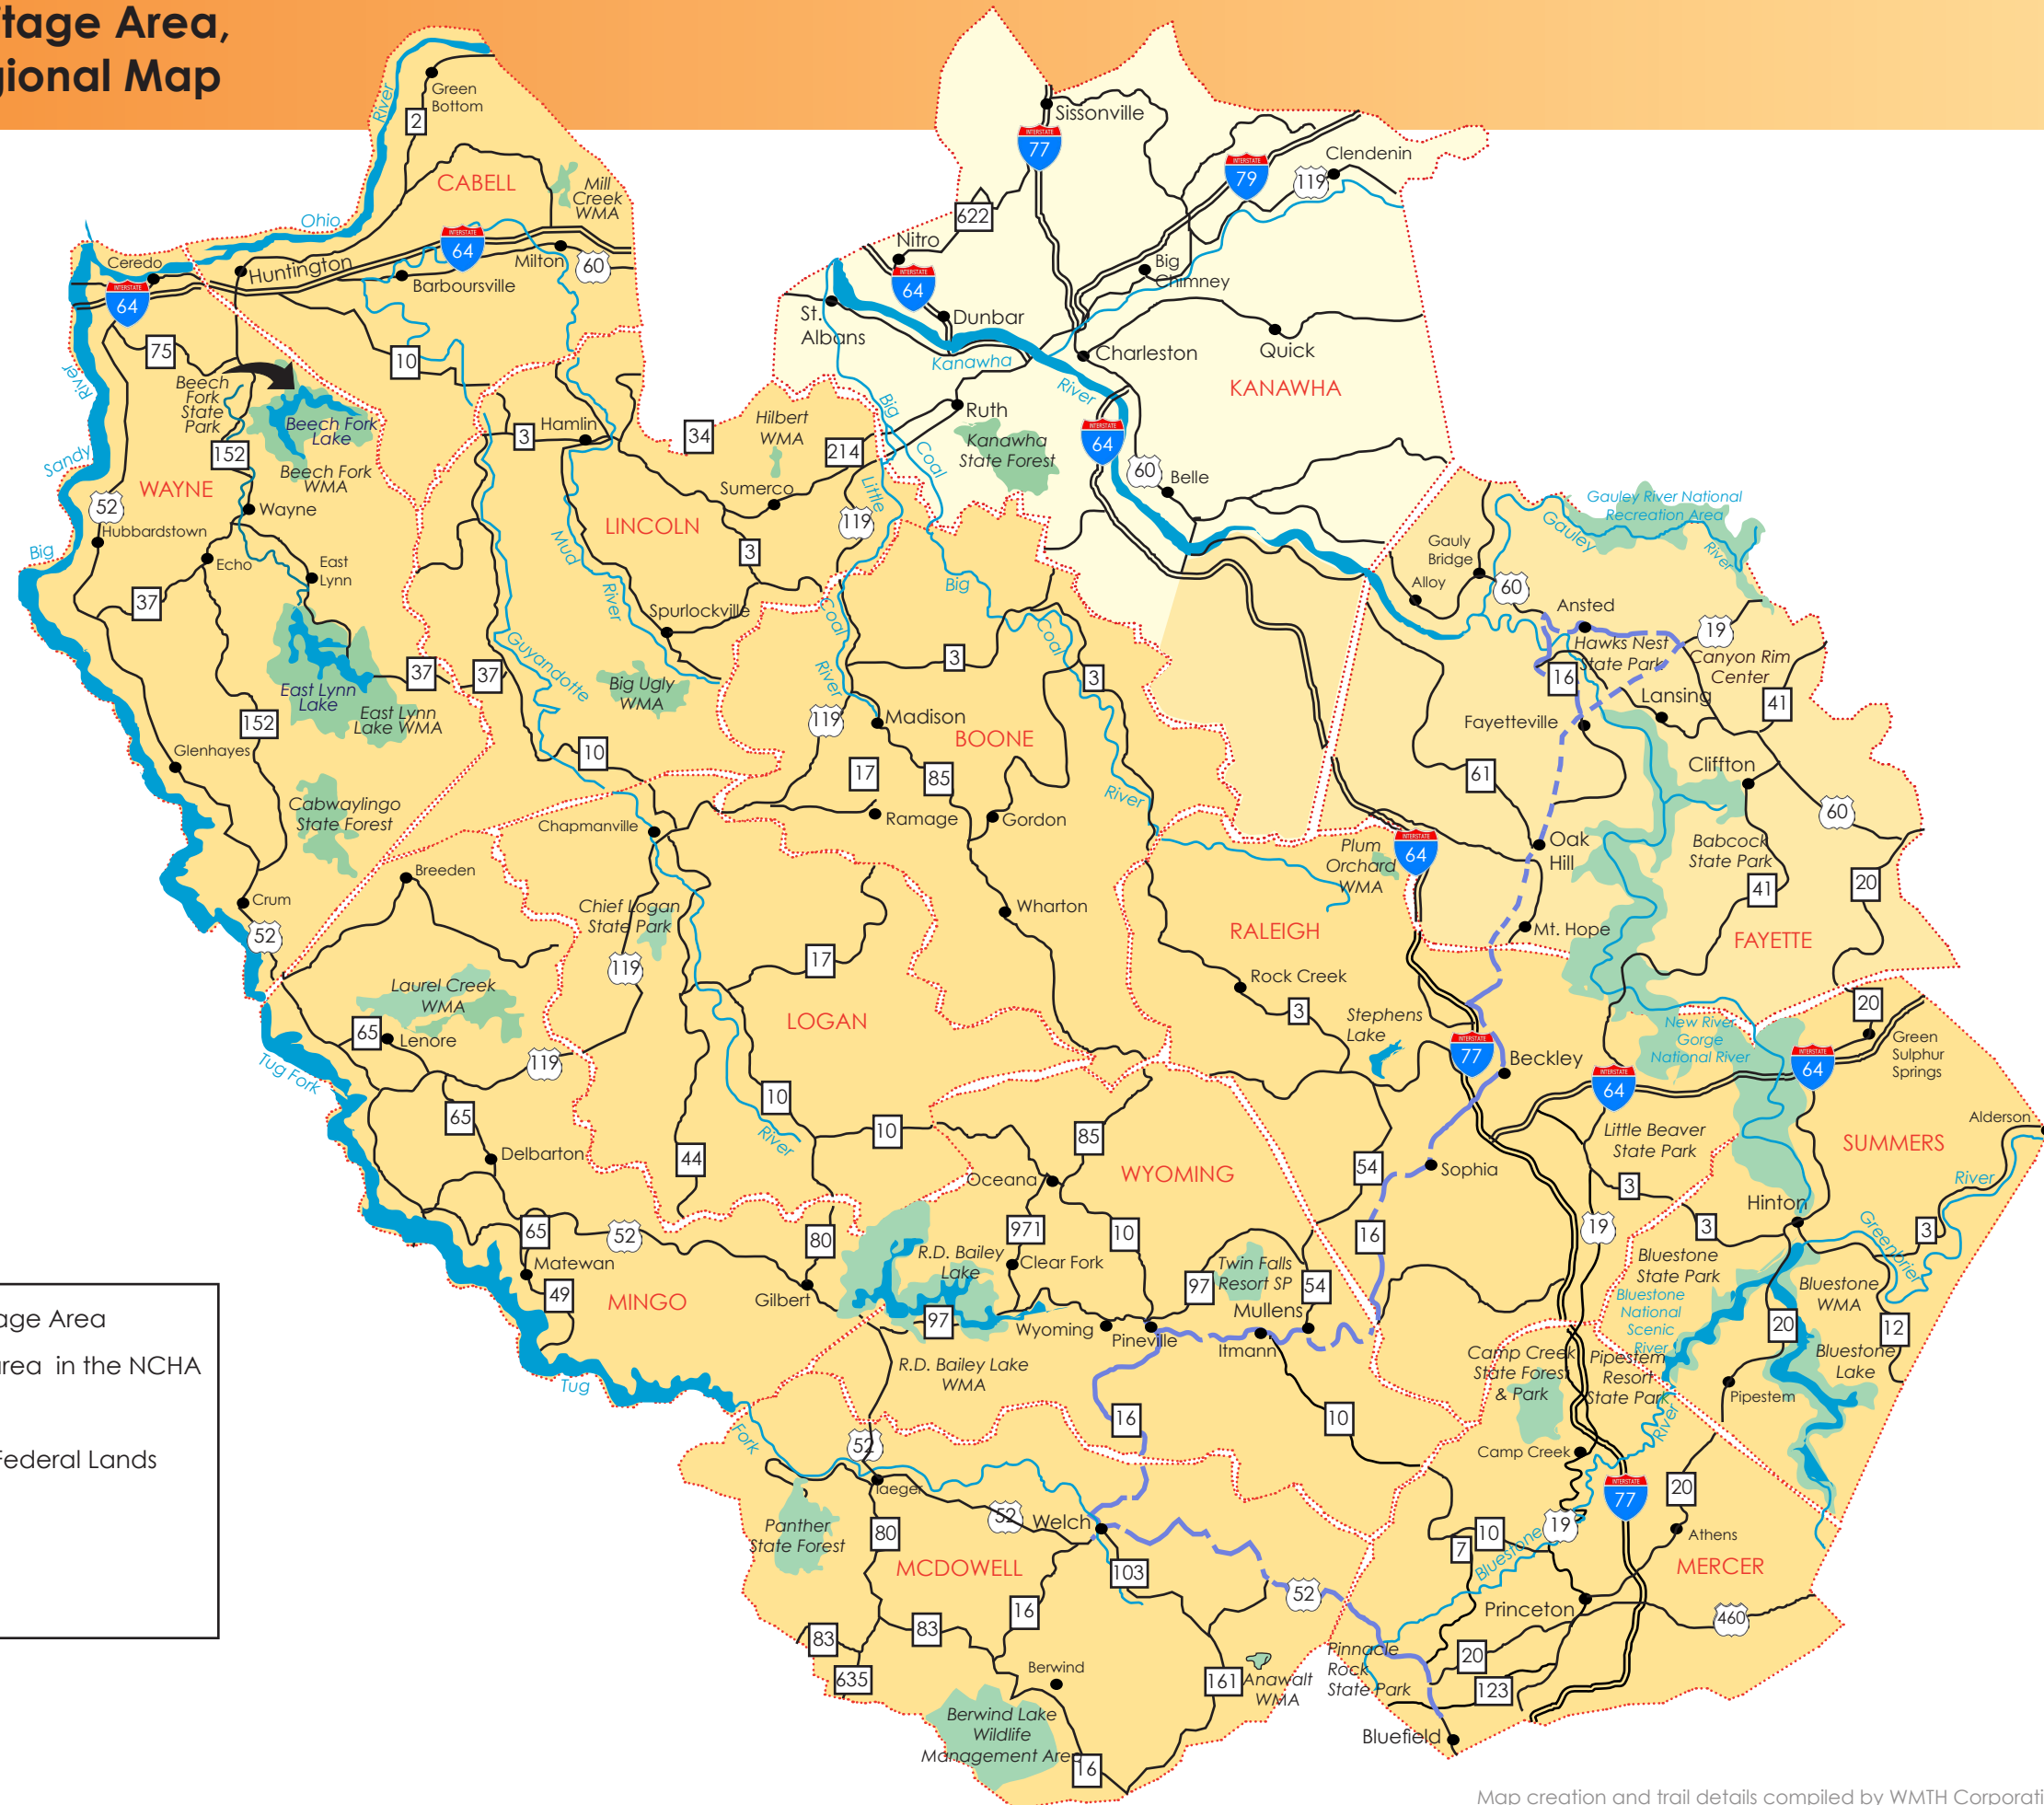 tage Area,
gional Map
Green
Bottom
River
2
CABELL
Mill
Creek
WMA
Ohio
INTERSTATE
64
Milton
60
Ceredo
Huntington
Barboursville
INTERSTATE
64
75
10
River
Beech
Fork
State
Park
Beech Fork
Lake
152
Beech Fork
WMA
Sandy
WAYNE
52
Wayne
Hubbardstown
Big
Echo
East
Lynn
37
East Lynn
Lake
East Lynn
Lake WMA
37
37
152
Glenhayes
Cabwaylingo
State Forest
Crum
52
Sissonville
INTERSTATE
77
INTERSTATE
79
119
Clendenin
622
Nitro
INTERSTATE
64
Big
Chimney
St.
Albans
Dunbar
Kanawha
River
Charleston
Quick
KANAWHA
Ruth
Kanawha
State Forest
INTERSTATE
64
60
Belle
Big
Coal
3
Hamlin
34
Hilbert
WMA
214
Sumerco
LINCOLN
Little
119
3
Mud
River
Spurlockville
Guyandotte
Big Ugly
WMA
10
Coal
River
Big
Coal
River
3
3
119
Madison
BOONE
17
85
Ramage
Gordon
Wharton
Gauley River National
Recreation Area
Gauley
River
Gauly
Bridge
Alloy
60
Ansted
Hawks Nest
State Park
19
Canyon Rim
Center
16
Lansing
41
Fayetteville
61
Cliffton
60
Oak
Hill
Babcock
State Park
41
20
Plum
Orchard
WMA
INTERSTATE
64
Mt. Hope
FAYETTE
RALEIGH
Rock Creek
3
Stephens
Lake
INTERSTATE
77
Beckley
New River
Gorge
National River
20
Green
Sulphur
Springs
INTERSTATE
64
INTERSTATE
64
Little Beaver
State Park
SUMMERS
Alderson
River
3
Hinton
3
3
Greenbrier
19
Bluestone
State Park
Bluestone
National
Scenic
River
Bluestone
WMA
20
12
Bluestone
Lake
Pipestem
Resort
State Park
Pipestem
Chapmanville
Breeden
Chief Logan
State Park
119
17
Laurel Creek
WMA
LOGAN
65
Lenore
119
Tug Fork
65
10
River
10
Delbarton
44
65
52
80
Matewan
49
MINGO
Gilbert
Tug
Fork
85
WYOMING
Oceana
971
10
54
Sophia
16
R.D. Bailey
Lake
Clear Fork
97
Twin Falls
Resort SP
54
Mullens
97
Wyoming
Pineville
Itmann
R.D. Bailey Lake
WMA
16
10
Camp Creek
State Forest
& Park
Camp Creek
River
52
Iaeger
52
Welch
Panther
State Forest
80
MCDOWELL
103
16
83
83
635
52
Berwind
161
Anawalt
WMA
Berwind Lake
Wildlife
Management Area
16
INTERSTATE
77
20
10
19
7
Bluestone
Athens
MERCER
Princeton
460
Pinnacle
Rock
State Park
20
123
Bluefield
age Area
area in the NCHA
Federal Lands
Map creation and trail details compiled by WMTH Corporati